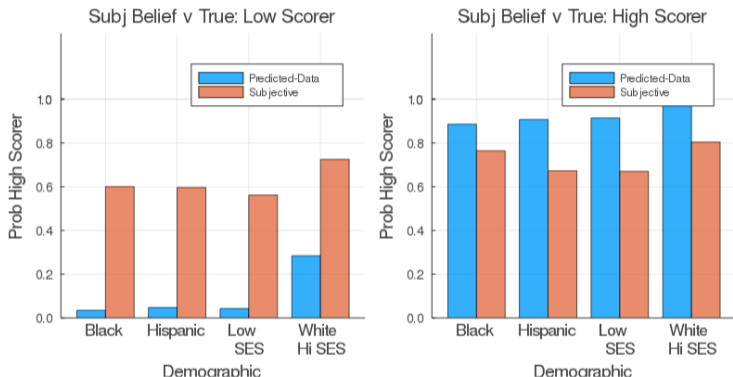 Subj Belief v True: Low Scorer
Predicted-Data
Subjective
Prob High Scorer
1.0
0.8
0.6
0.4
0.2
0.0
Black Hispanic Low SES White Hi SES
Demographic
Subj Belief v True: High Scorer
Predicted-Data
Subjective
Prob High Scorer
1.0
0.8
0.6
0.4
0.2
0.0
Black Hispanic Low SES White Hi SES
Demographic